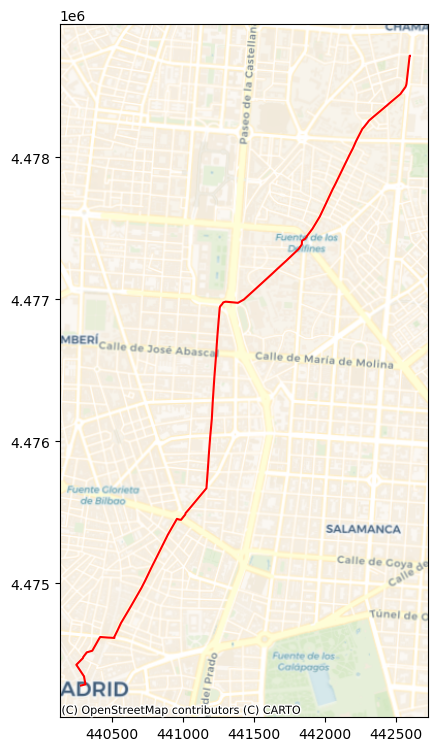 1e6
CHAMA
Paseo de la Castellana
4.478
Fuente de los
Delfines
4.477
MBERÍ
Calle de José Abascal
Calle de María de Molina
4.476
Fuente Glorieta
de Bilbao
SALAMANCA
4.475
Calle de Goya
Calle de
Túnel de O
Fuente de los
Galápagos
del Prado
ADRID
(C) OpenStreetMap contributors (C) CARTO
440500 441000 441500 442000 442500